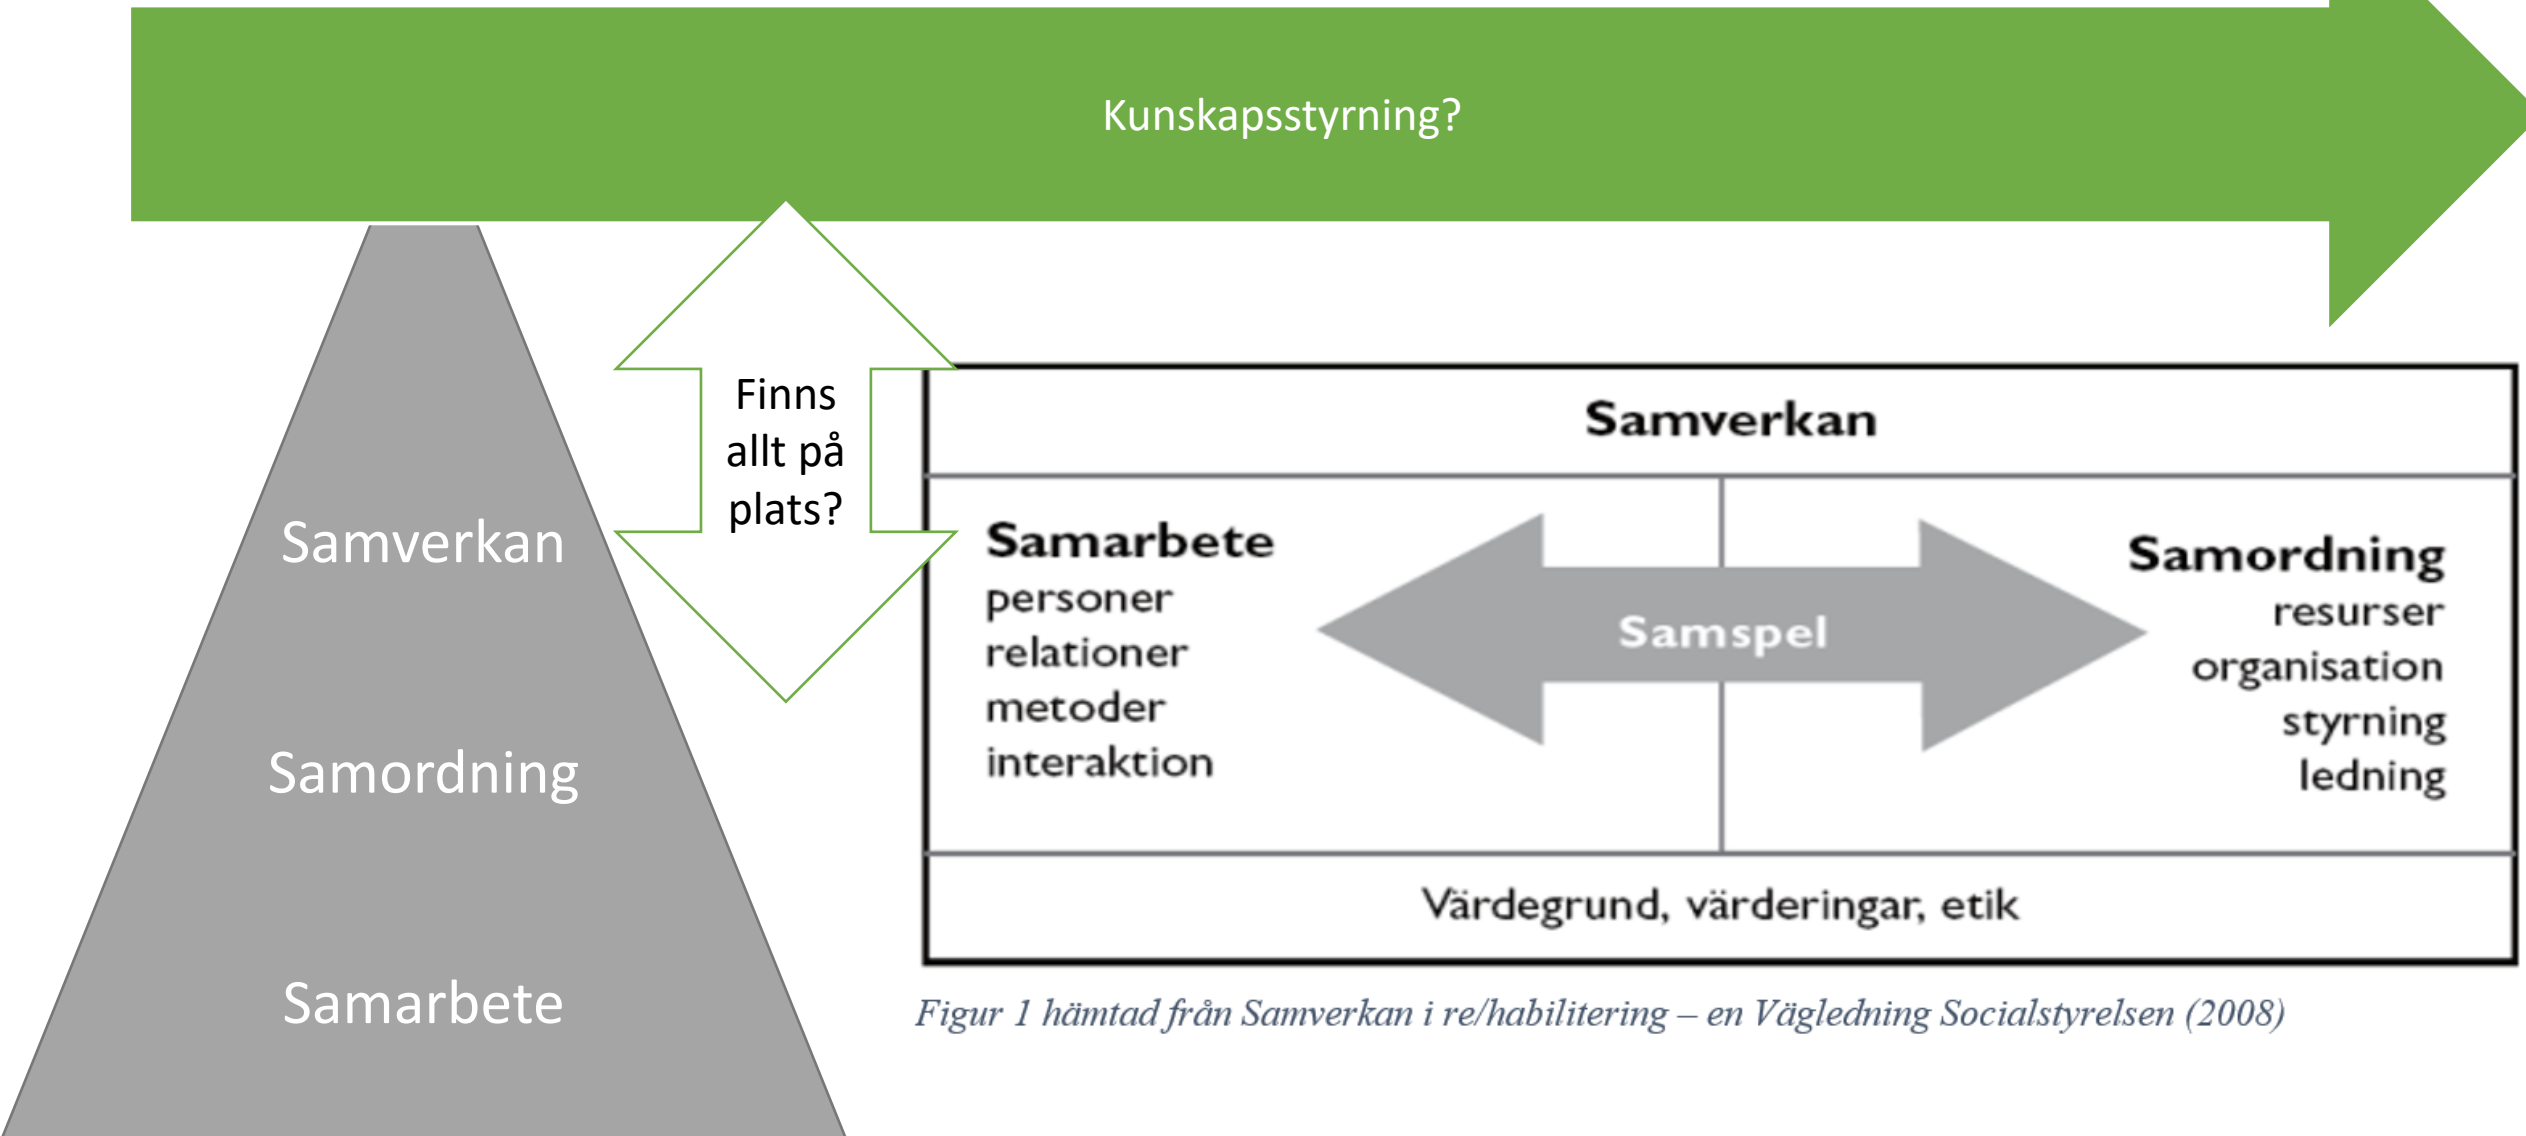 Kunskapsstyrning?
Finns
allt på
plats?
Samverkan
Samordning
Samarbete
Samverkan
Samarbete
personer
relationer
metoder
interaktion
Samspel
Samordning
resurser
organisation
styrning
ledning
Värdegrund, värderingar, etik
Figur 1 hämtad från Samverkan i re/habilitering – en Vägledning Socialstyrelsen (2008)